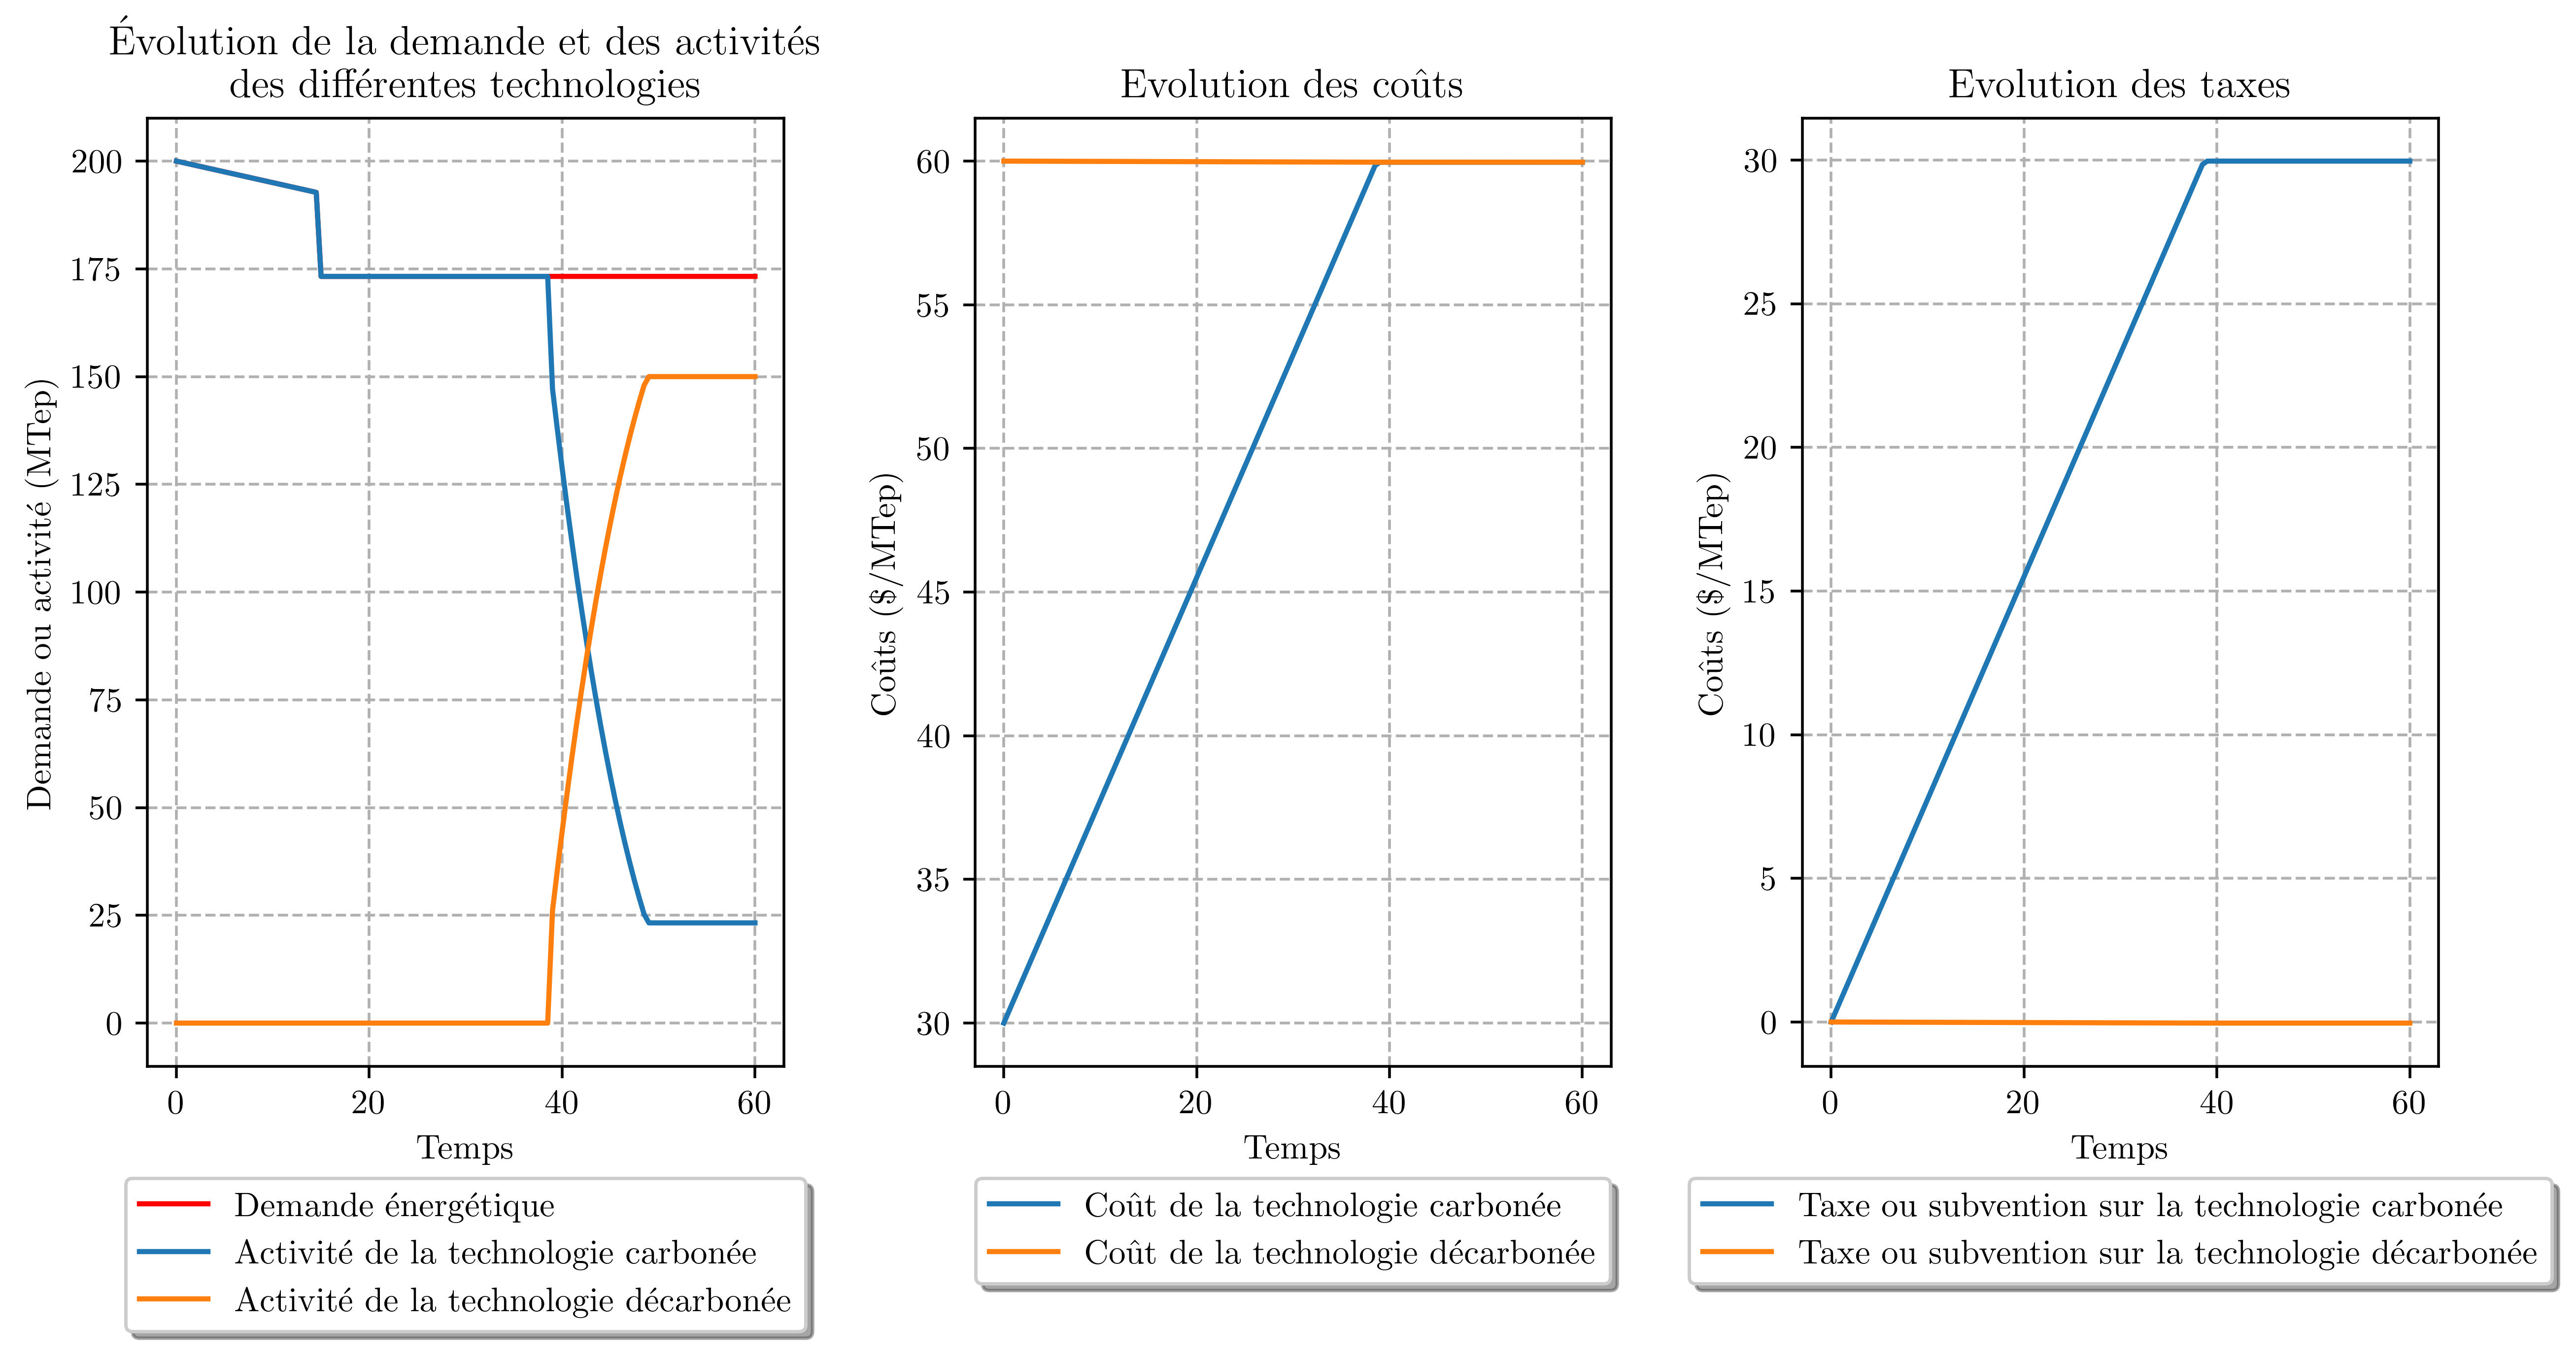 Évolution de la demande et des activités
des différentes technologies
Demande ou activité (MTep)
200
175
150
125
100
75
50
25
0
0 20 40 60
Temps
Demande énergétique
Activité de la technologie carbonée
Activité de la technologie décarbonée
Evolution des coûts
Coûts ($/MTep)
60
55
50
45
40
35
30
0 20 40 60
Temps
Coût de la technologie carbonée
Coût de la technologie décarbonée
Evolution des taxes
Coûts ($/MTep)
30
25
20
15
10
5
0
0 20 40 60
Temps
Taxe ou subvention sur la technologie carbonée
Taxe ou subvention sur la technologie décarbonée